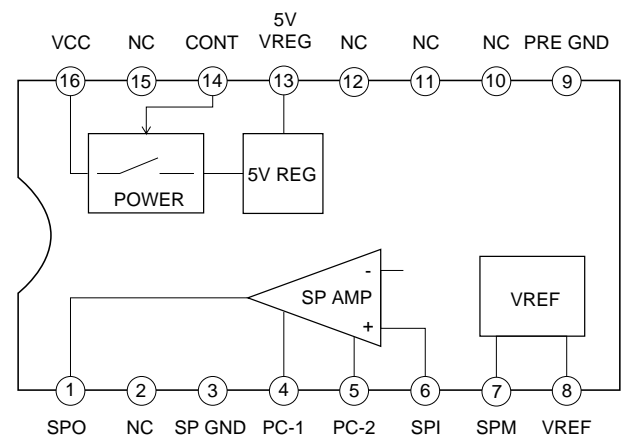 5V
VCC NC CONT VREG NC NC NC PRE GND
16 15 14 13 12 11 10 9
POWER
5V REG
-
SP AMP
+
VREF
1 2 3 4 5 6 7 8
SPO NC SP GND PC-1 PC-2 SPI SPM VREF